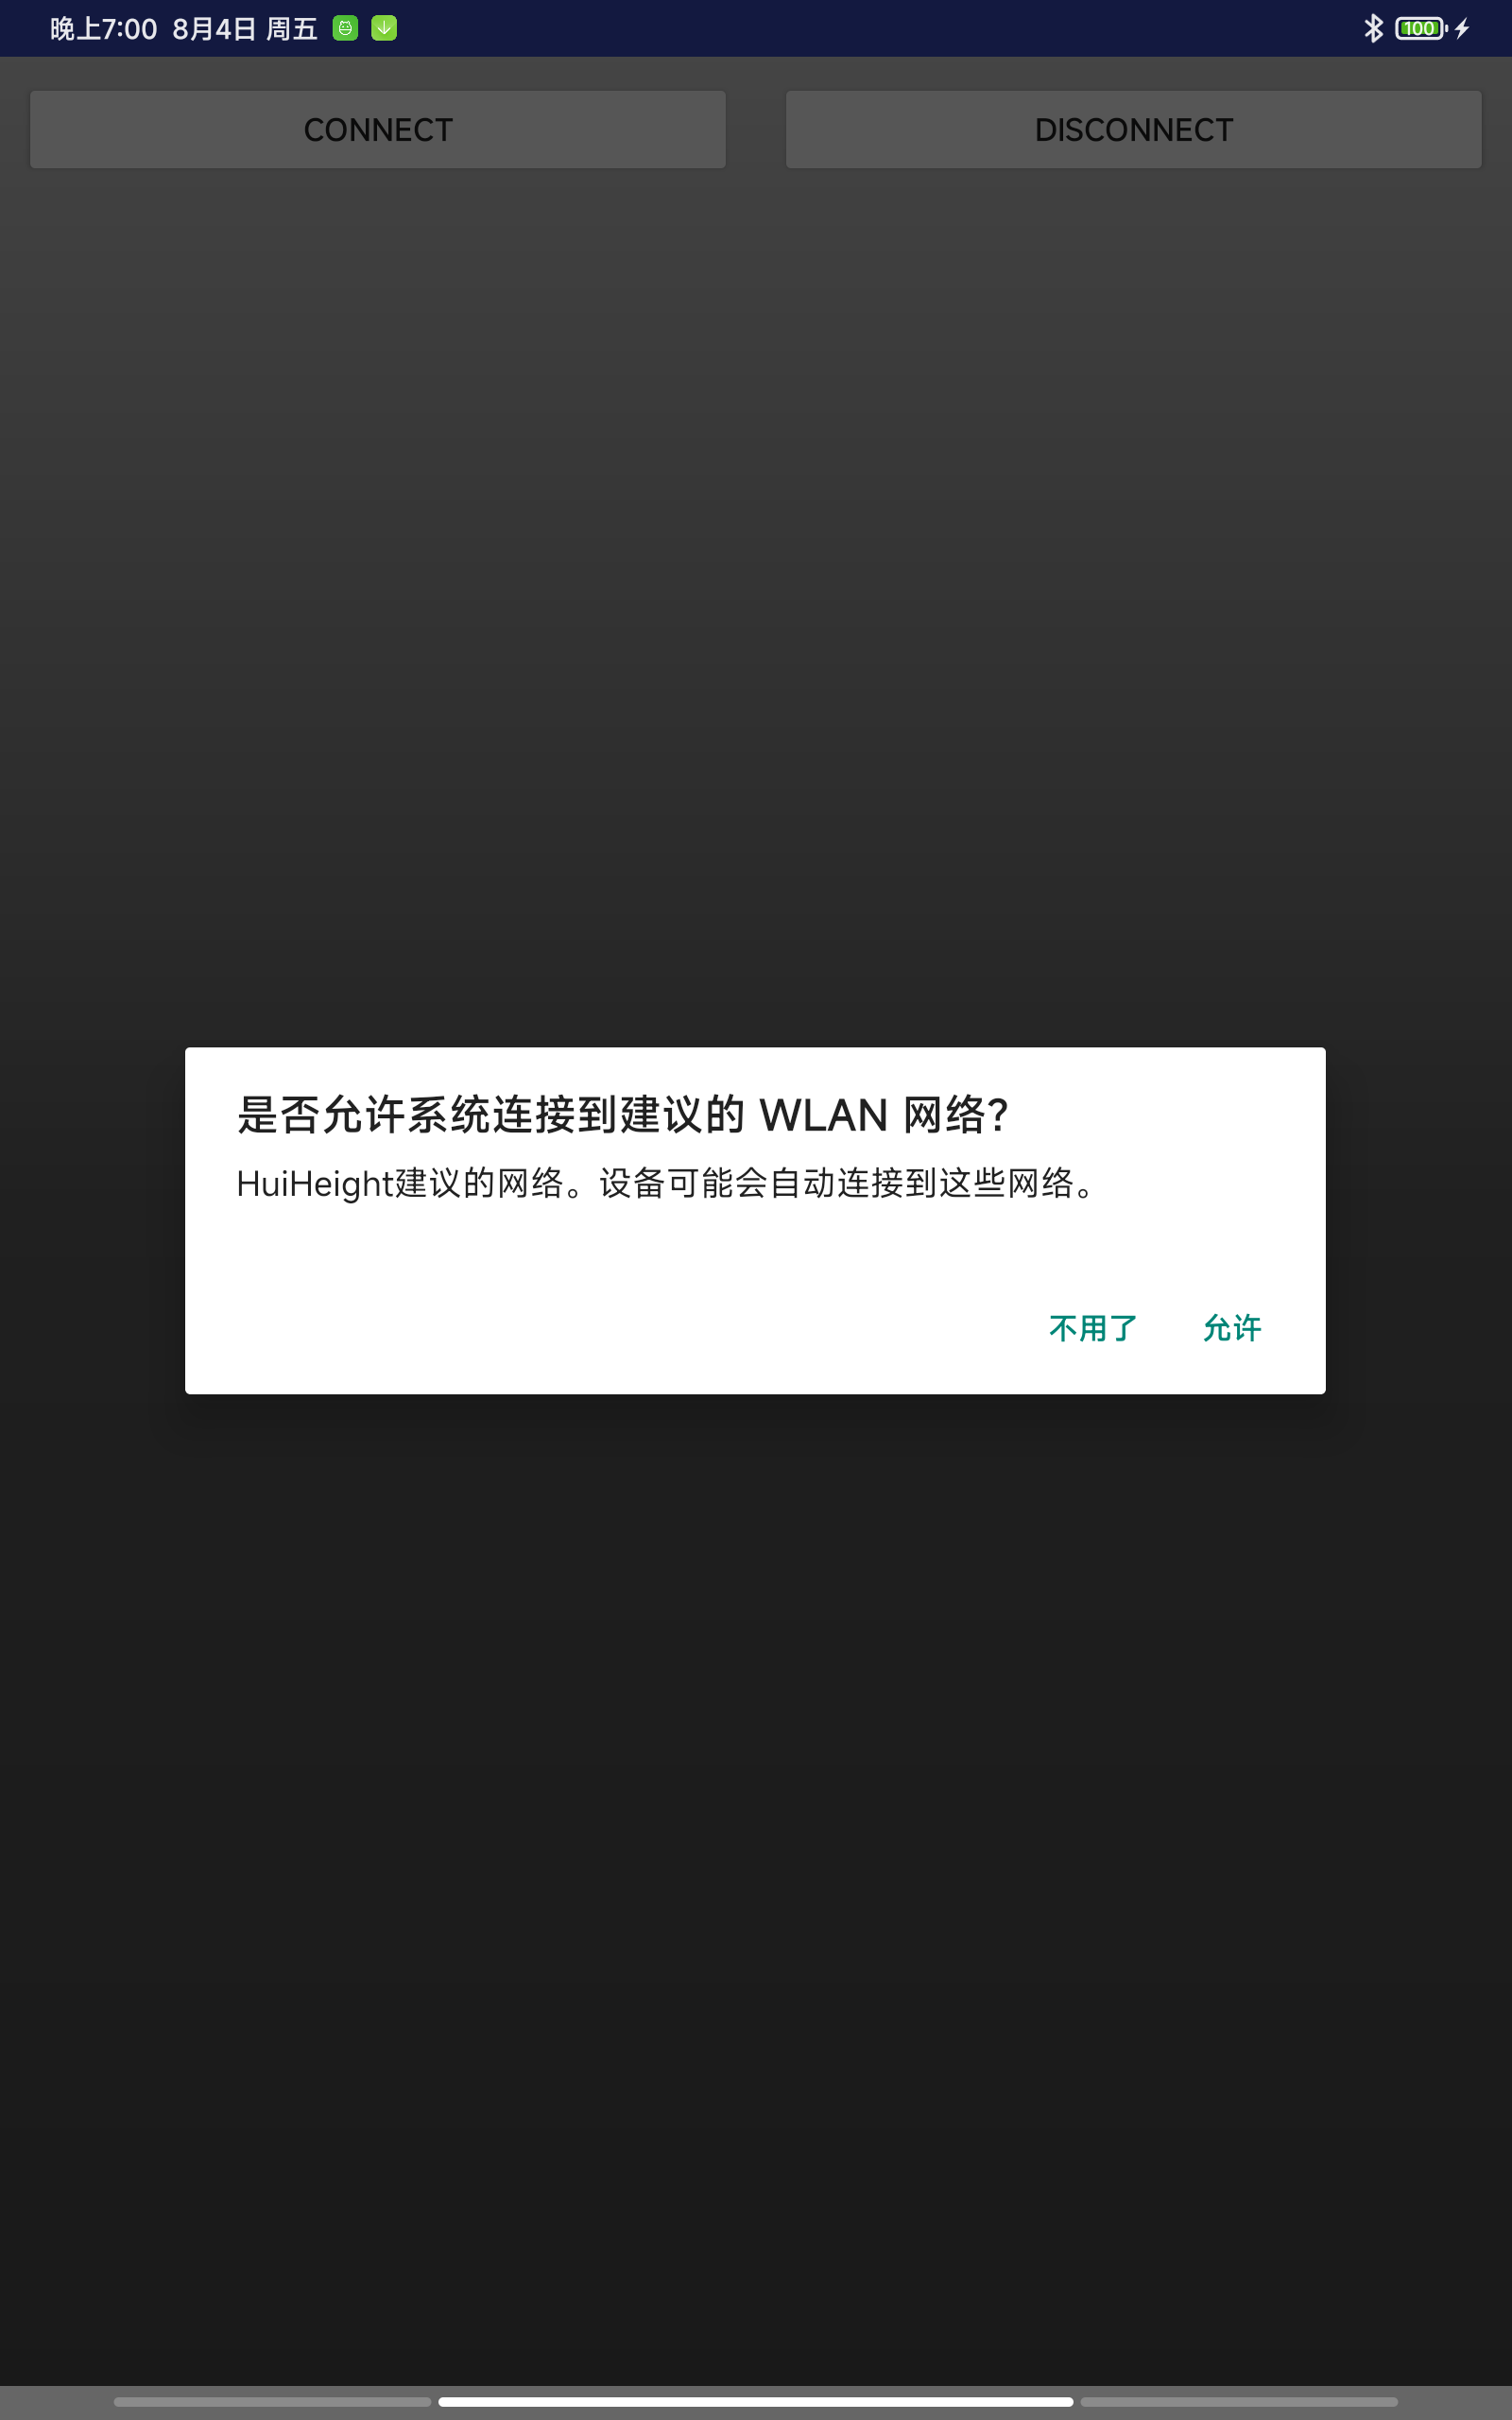 晚上7:00 8月4日 周五
100
CONNECT
DISCONNECT
是否允许系统连接到建议的 WLAN 网络?
HuiHeight建议的网络。设备可能会自动连接到这些网络。
不用了 允许